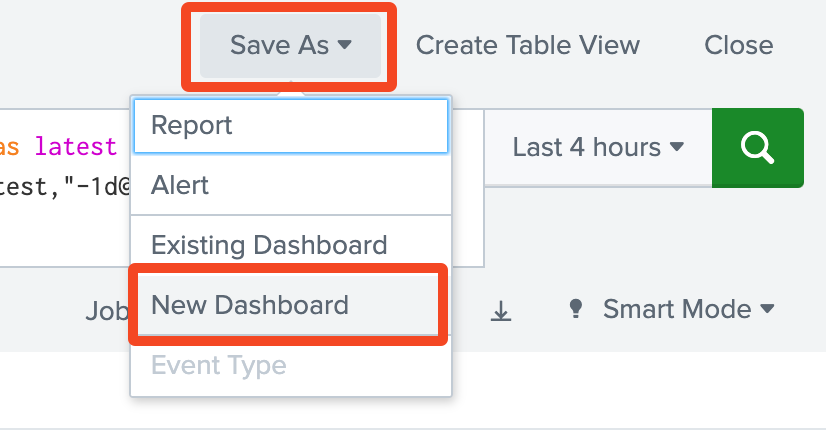 Save As Create Table View Close
Report
as latest
Last 4 hours
Alert
test,"-1d@
Existing Dashboard
Job
New Dashboard
Smart Mode
Event Type